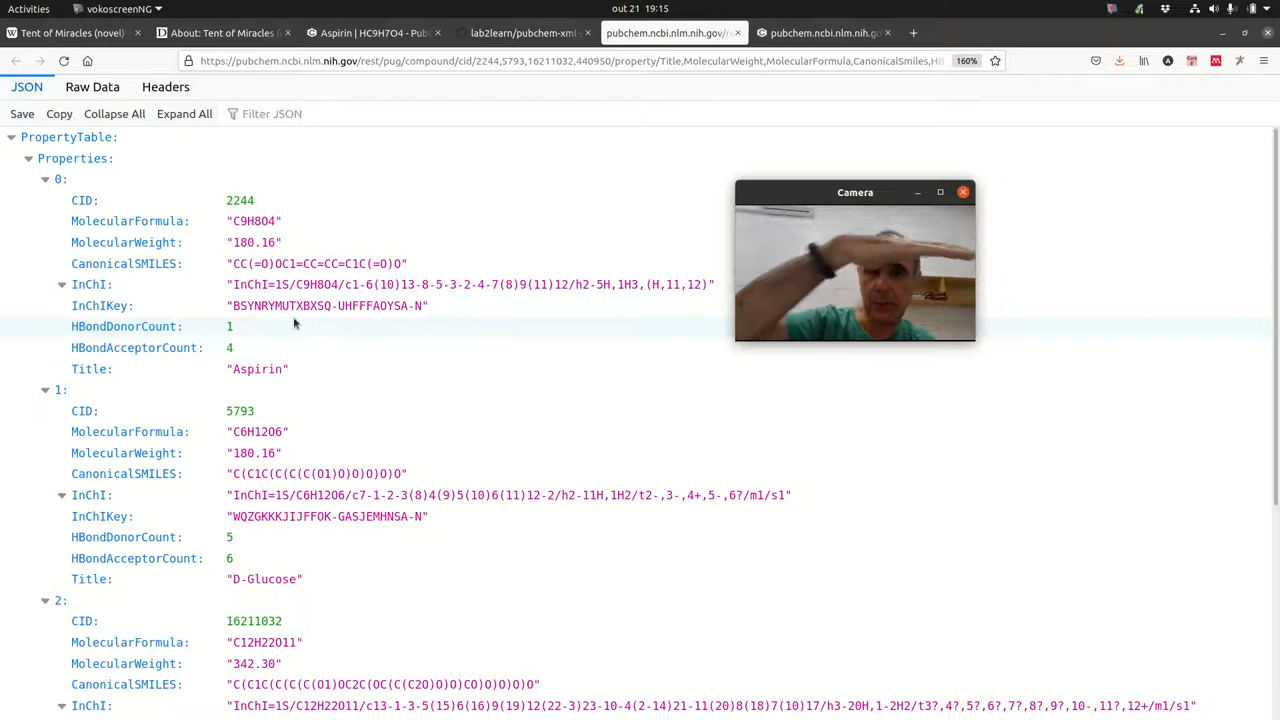 Activities vokoscreenNG out 21 19:15
Tent of Miracles (novel) About: Tent of Miracles ( Aspirin | HC9H7O4 - PubC lab2learn/pubchem-xml- pubchem.ncbi.nlm.nih.gov/re pubchem.ncbi.nlm.nih.gov/re
https://pubchem.ncbi.nlm.nih.gov/rest/pug/compound/cid/2244,5793,16211032,440950/property/Title,MolecularWeight,MolecularFormula,CanonicalSmiles,HB 160%
JSON Raw Data Headers
Save Copy Collapse All Expand All Filter JSON
PropertyTable:
Properties:
0:
CID: 2244
MolecularFormula: "C9H8O4"
MolecularWeight: "180.16"
CanonicalSMILES: "CC(=O)OC1=CC=CC=C1C(=O)O"
InChI: "InChI=1S/C9H8O4/c1-6(10)13-8-5-3-2-4-7(8)9(11)12/h2-5H,1H3,(H,11,12)"
InChIKey: "BSYNRYMUTXBXSQ-UHFFFAOYSA-N"
HBondDonorCount: 1
HBondAcceptorCount: 4
Title: "Aspirin"
1:
CID: 5793
MolecularFormula: "C6H12O6"
MolecularWeight: "180.16"
CanonicalSMILES: "C(C1C(C(C(C(O1)O)O)O)O)O"
InChI: "InChI=1S/C6H12O6/c7-1-2-3(8)4(9)5(10)6(11)12-2/h2-11H,1H2/t2-,3-,4+,5-,6?/m1/s1"
InChIKey: "WQZGKKKJIJFFOK-GASJEMHNSA-N"
HBondDonorCount: 5
HBondAcceptorCount: 6
Title: "D-Glucose"
2:
CID: 16211032
MolecularFormula: "C12H22O11"
MolecularWeight: "342.30"
CanonicalSMILES: "C(C1C(C(C(C(O1)OC2C(OC(C(C2O)O)O)CO)O)O)O)O"
InChI: "InChI=1S/C12H22O11/c13-1-3-5(15)6(16)9(19)12(22-3)23-10-4(2-14)21-11(20)8(18)7(10)17/h3-20H,1-2H2/t3?,4?,5?,6?,7?,8?,9?,10-,11?,12+/m1/s1"
Camera